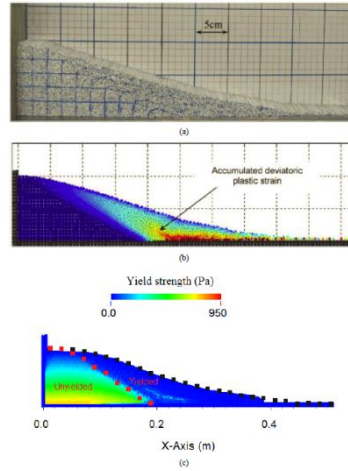 5cm
(a)
Accumulated deviatoric
plastic strain
(b)
Yield strength (Pa)
0.0
950
Unyielded
Yielded
0.0
0.2
0.4
X-Axis (m)
(c)